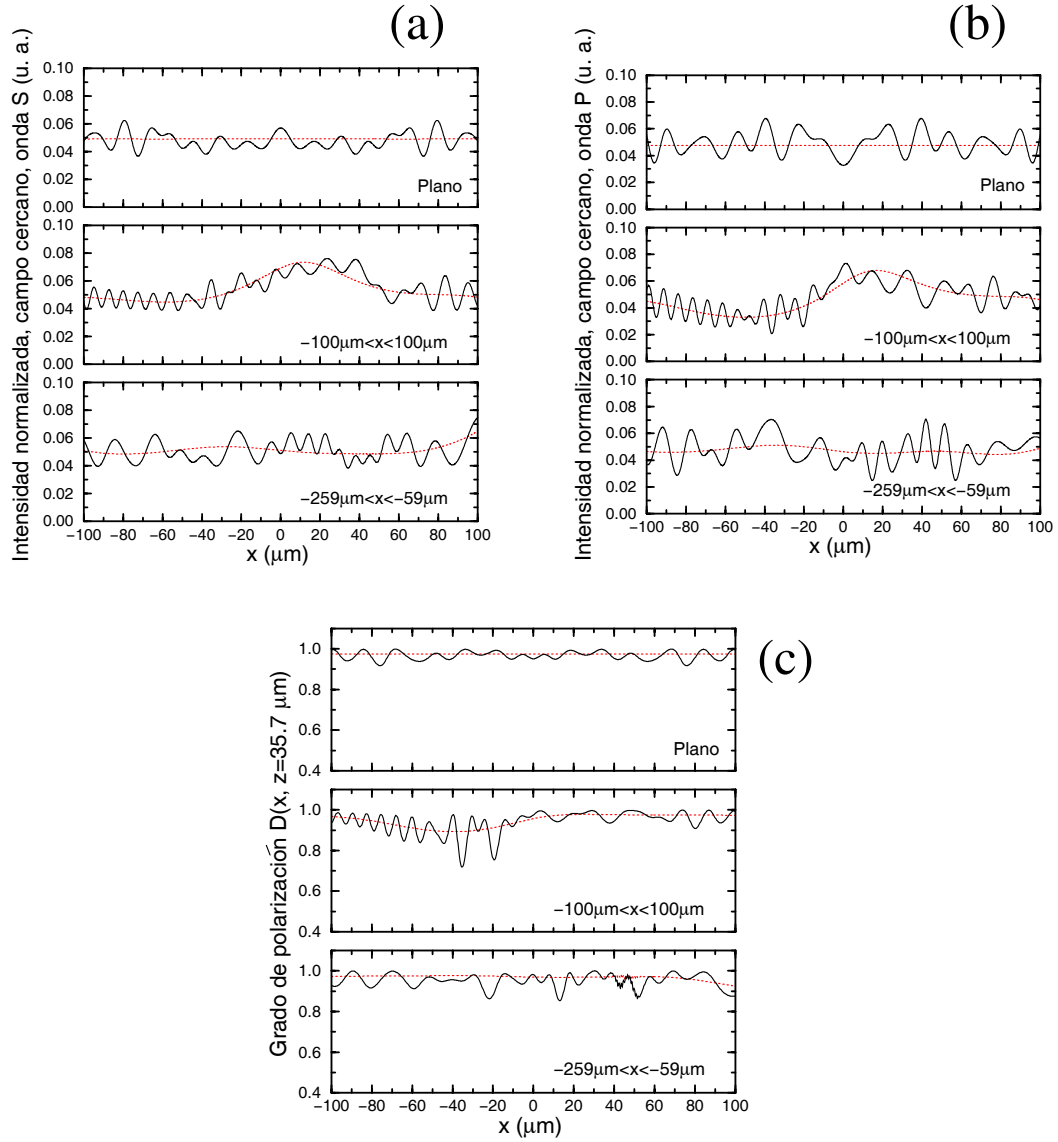 (a)
Intensidad normalizada, campo cercano, onda S (u. a.)
0.10
0.08
0.06
0.04
0.02
0.00
Plano
0.10
0.08
0.06
0.04
0.02
0.00
−100μm<x<100μm
0.10
0.08
0.06
0.04
0.02
0.00
−259μm<x<−59μm
−100 −80 −60 −40 −20 0 20 40 60 80 100
x (μm)
(b)
Intensidad normalizada, campo cercano, onda P (u. a.)
0.10
0.08
0.06
0.04
0.02
0.00
Plano
0.10
0.08
0.06
0.04
0.02
0.00
−100μm<x<100μm
0.10
0.08
0.06
0.04
0.02
0.00
−259μm<x<−59μm
−100 −80 −60 −40 −20 0 20 40 60 80 100
x (μm)
(c)
Grado de polarización D(x, z=35.7 μm)
1.0
0.8
0.6
0.4
Plano
1.0
0.8
0.6
0.4
−100μm<x<100μm
1.0
0.8
0.6
0.4
−259μm<x<−59μm
−100 −80 −60 −40 −20 0 20 40 60 80 100
x (μm)